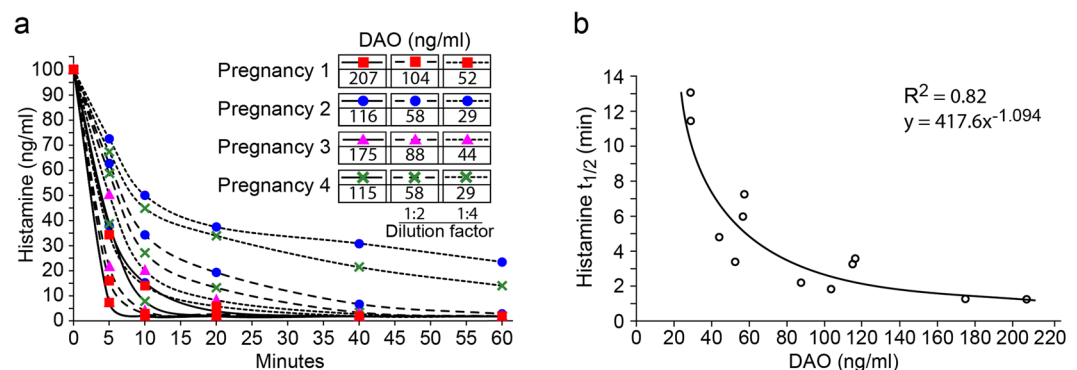 a
DAO (ng/ml)
Pregnancy 1
207 104 52
Pregnancy 2
116 58 29
Pregnancy 3
175 88 44
Pregnancy 4
115 58 29
1:2 1:4
Dilution factor
Histamine (ng/ml)
100
90
80
70
60
50
40
30
20
10
0
0 5 10 15 20 25 30 35 40 45 50 55 60
Minutes
b
R² = 0.82
y = 417.6x^-1.094
Histamine t1/2 (min)
14
12
10
8
6
4
2
0
0 20 40 60 80 100 120 140 160 180 200 220
DAO (ng/ml)